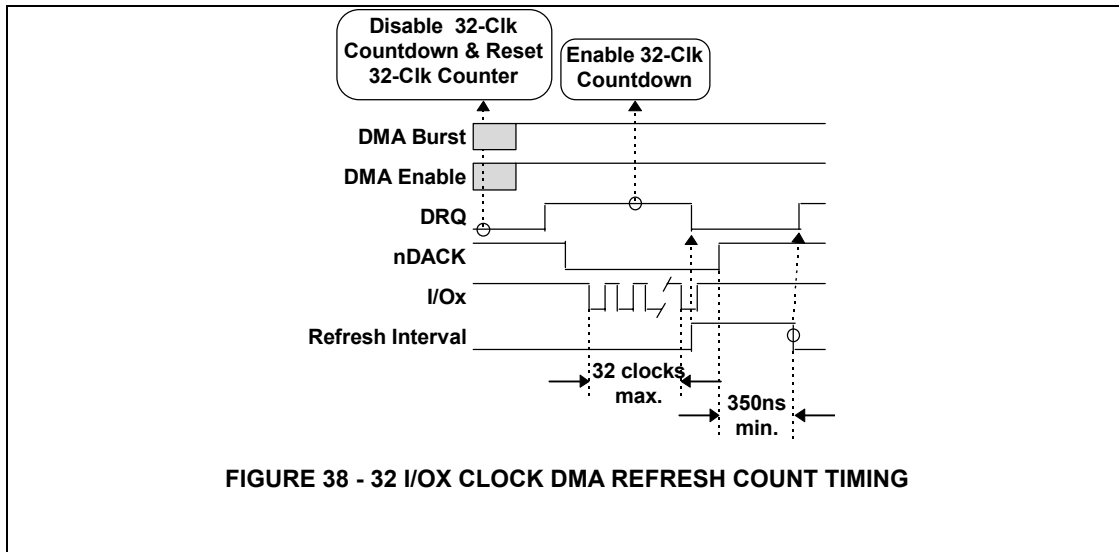 Disable 32-Clk
Countdown & Reset
32-Clk Counter
Enable 32-Clk
Countdown
DMA Burst
DMA Enable
DRQ
nDACK
I/Ox
Refresh Interval
32 clocks
max.
350ns
min.
FIGURE 38 - 32 I/OX CLOCK DMA REFRESH COUNT TIMING